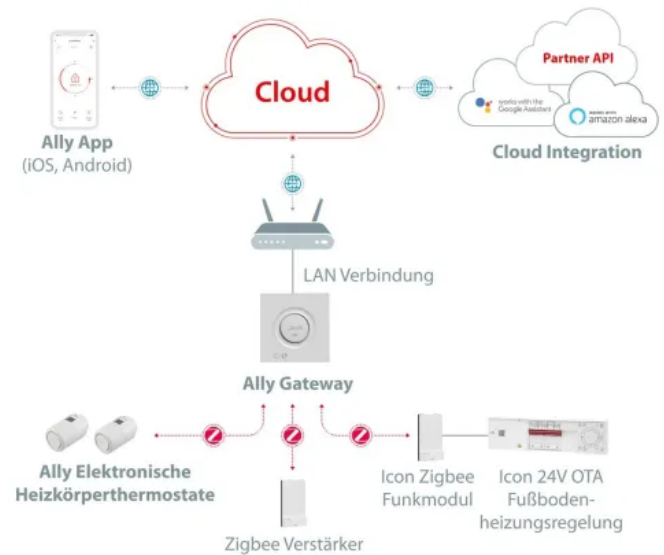 Cloud
Partner API
works with the
Google Assistant
amazon alexa
Ally App
(iOS, Android)
Cloud Integration
LAN Verbindung
Ally Gateway
Ally Elektronische
Heizkörperthermostate
Icon Zigbee
Funkmodul
Icon 24V OTA
Fußboden-
heizungsregelung
Zigbee Verstärker